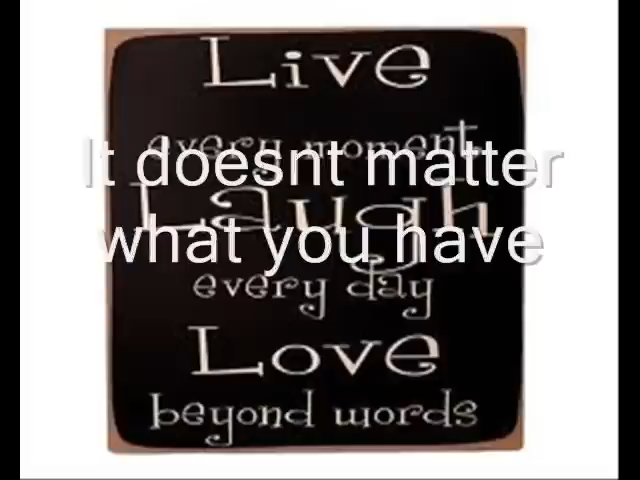 Live
every moment
It doesnt matter
Laugh
what you have
every day
Love
beyond words